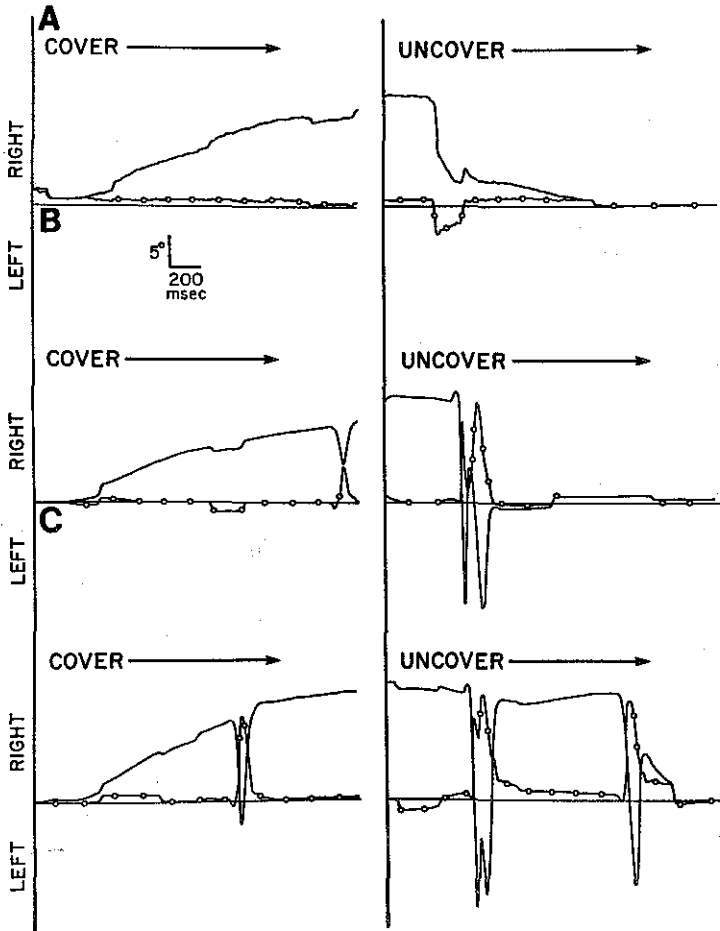 A
COVER
UNCOVER
RIGHT
LEFT
B
5°
200
msec
COVER
UNCOVER
RIGHT
LEFT
C
COVER
UNCOVER
RIGHT
LEFT